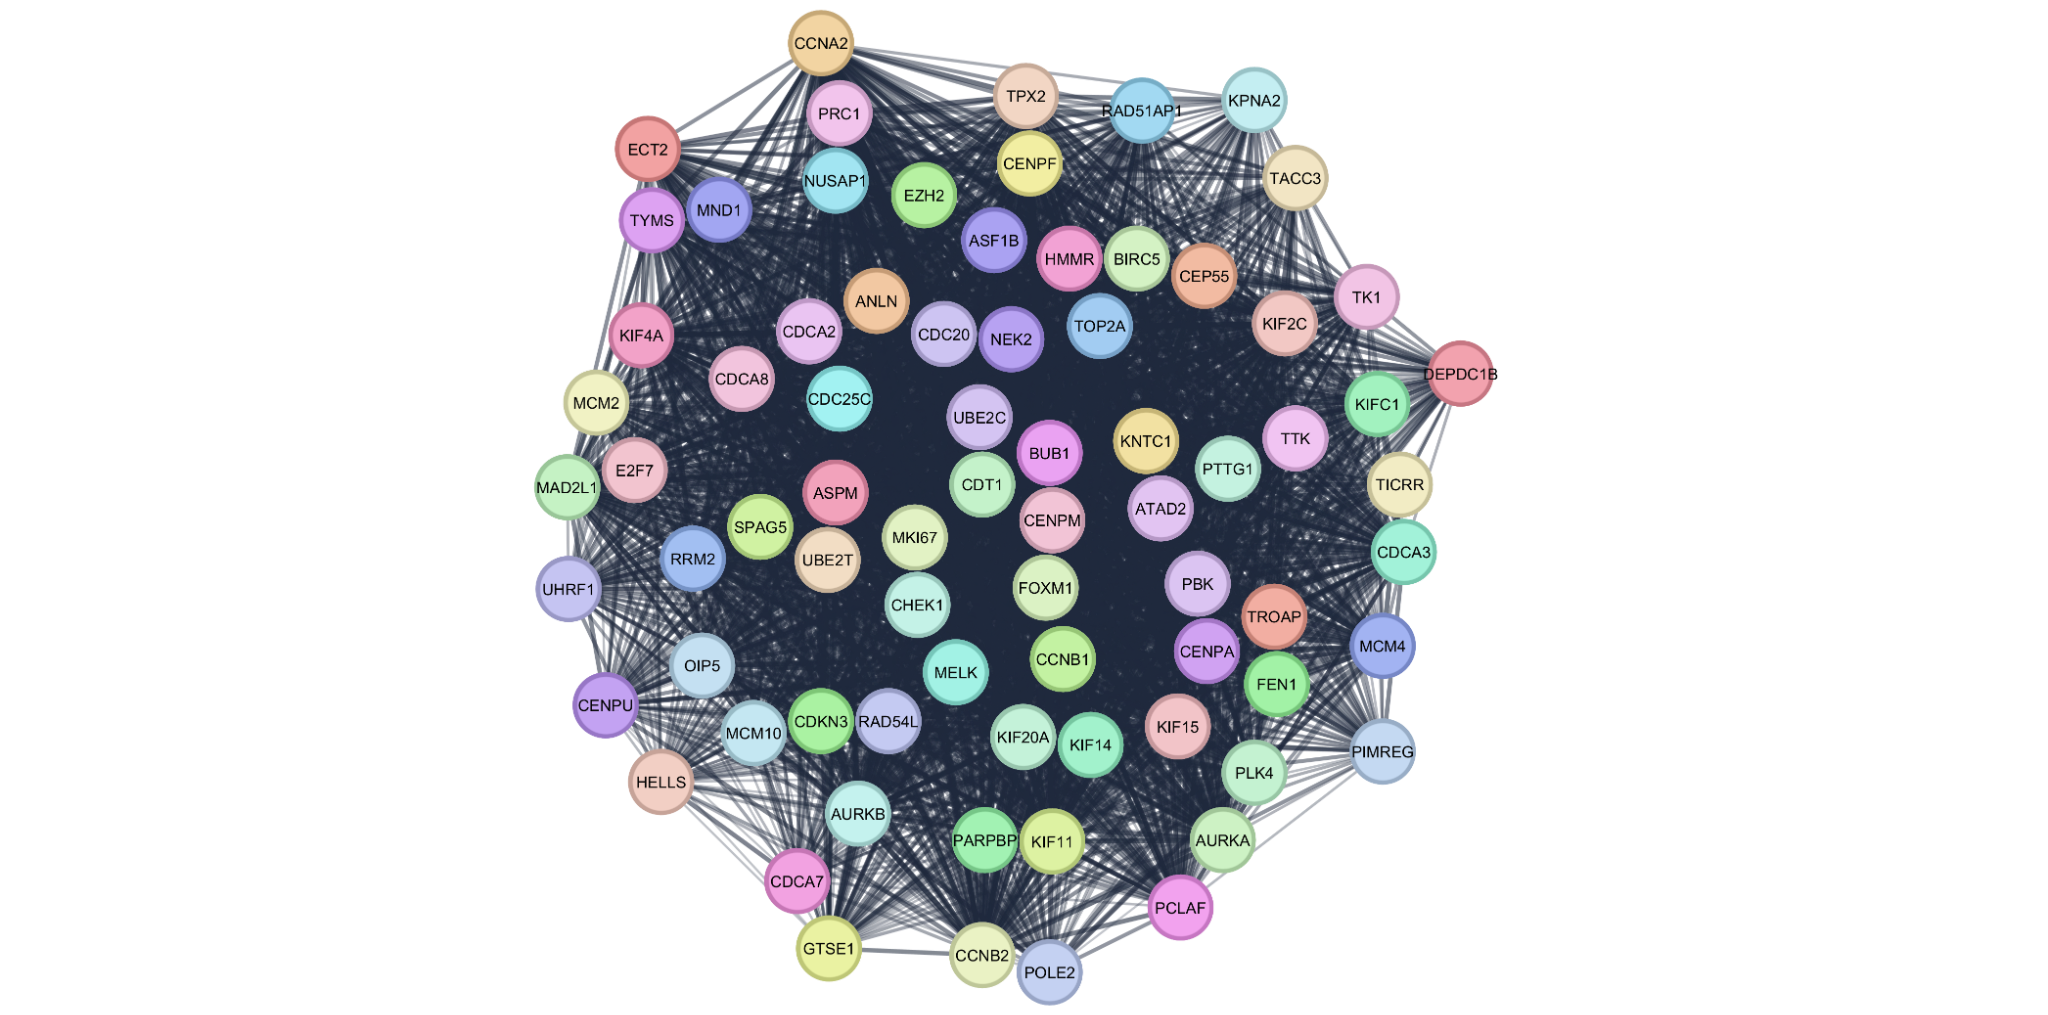 CCNA2
TPX2
KPNA2
RAD51AP1
PRC1
ECT2
CENPF
TACC3
NUSAP1
EZH2
MND1
TYMS
ASF1B
HMMR
BIRC5
CEP55
TK1
ANLN
KIF2C
TOP2A
CDCA2
CDC20
KIF4A
NEK2
DEPDC1B
CDCA8
CDC25C
MCM2
KIFC1
UBE2C
TTK
KNTC1
BUB1
PTTG1
E2F7
CDT1
TICRR
MAD2L1
ASPM
ATAD2
CENPM
SPAG5
MKI67
CDCA3
RRM2
UBE2T
PBK
FOXM1
UHRF1
CHEK1
TROAP
MCM4
CENPA
CCNB1
OIP5
MELK
FEN1
CENPU
CDKN3
RAD54L
KIF15
MCM10
KIF20A
KIF14
PIMREG
PLK4
HELLS
AURKB
PARPBP
KIF11
AURKA
CDCA7
PCLAF
GTSE1
CCNB2
POLE2